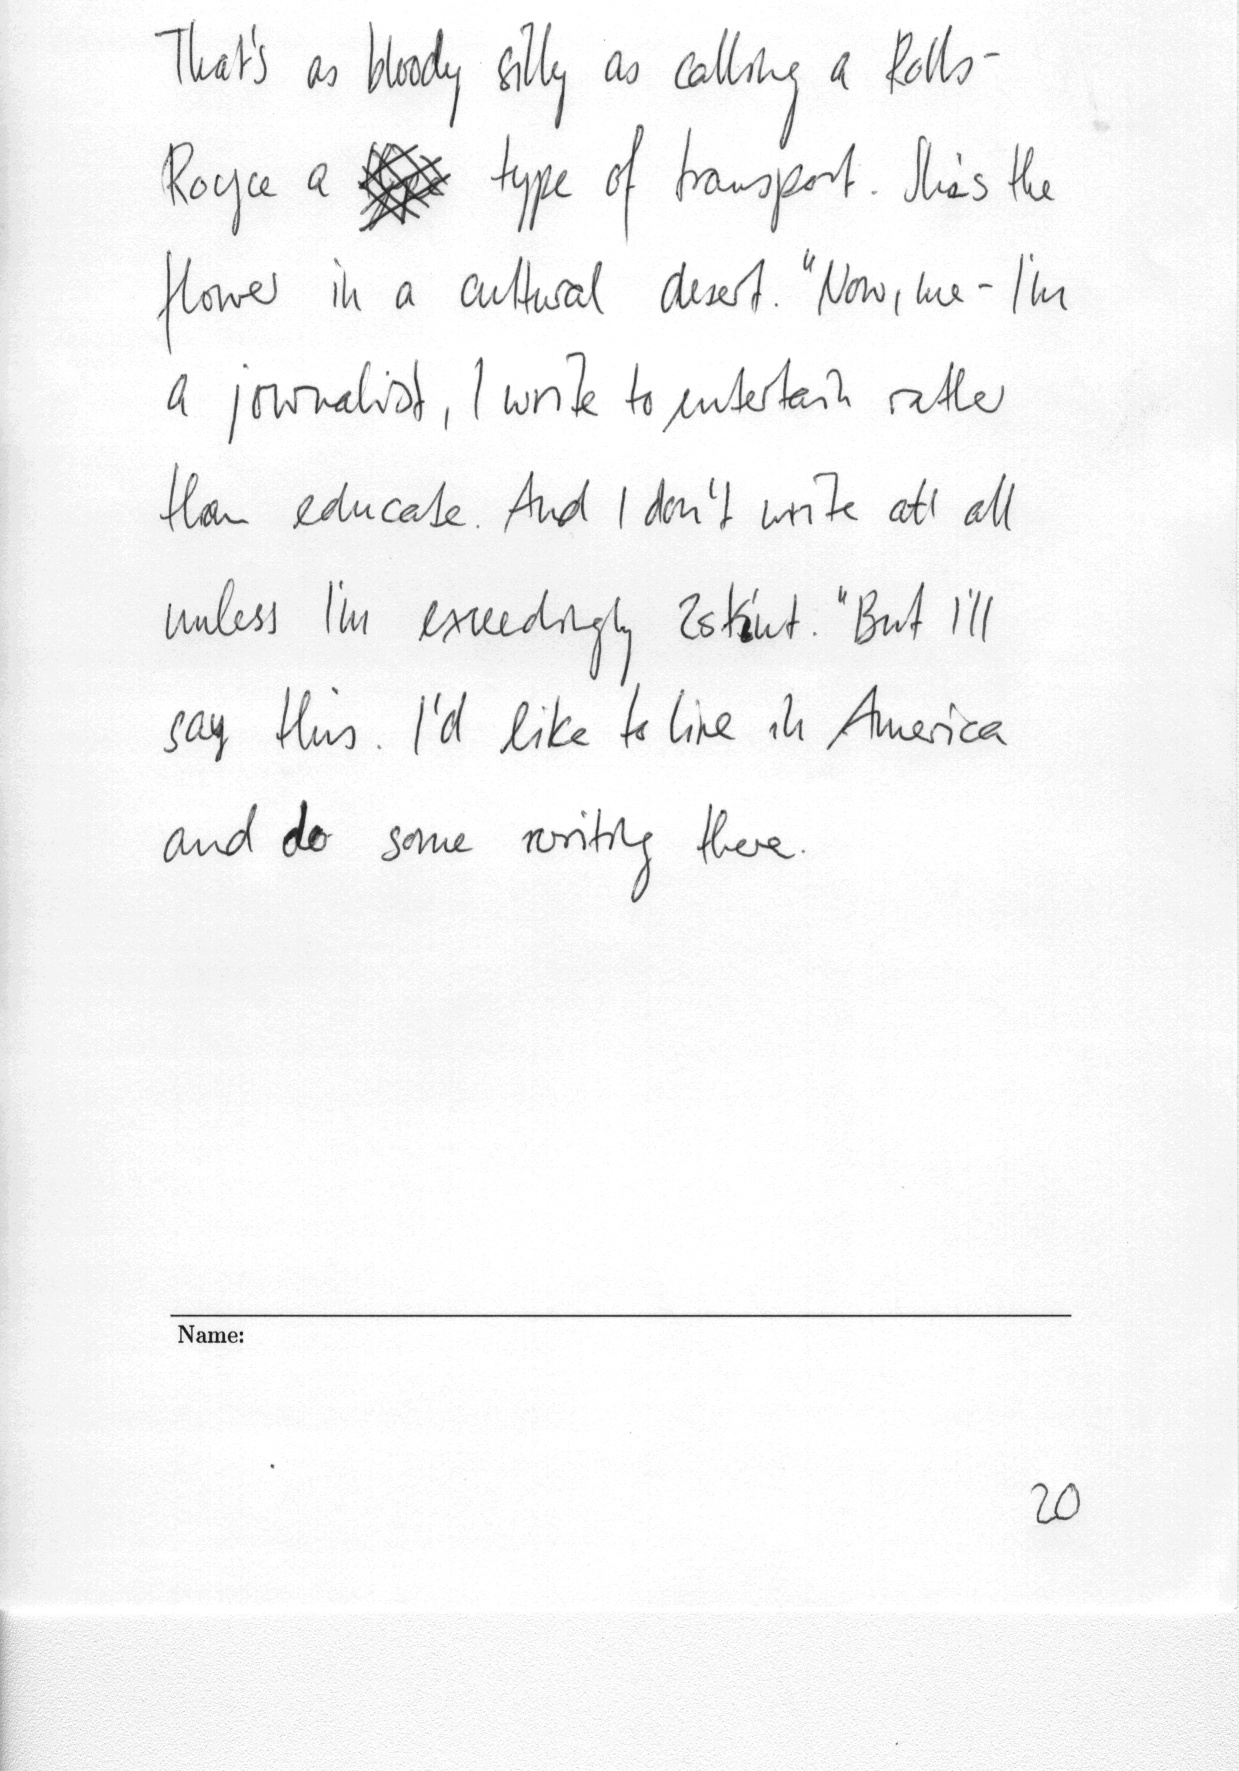 That's as bloody silly as calling a Rolls-
Royce a type of transport. She's the
flower in a cultural desert. "Now, me - I'm
a journalist, I write to entertain rather
than educate. And I don't write at all
unless I'm exceedingly skint. "But I'll
say this. I'd like to live in America
and do some writing there.
Name:
20